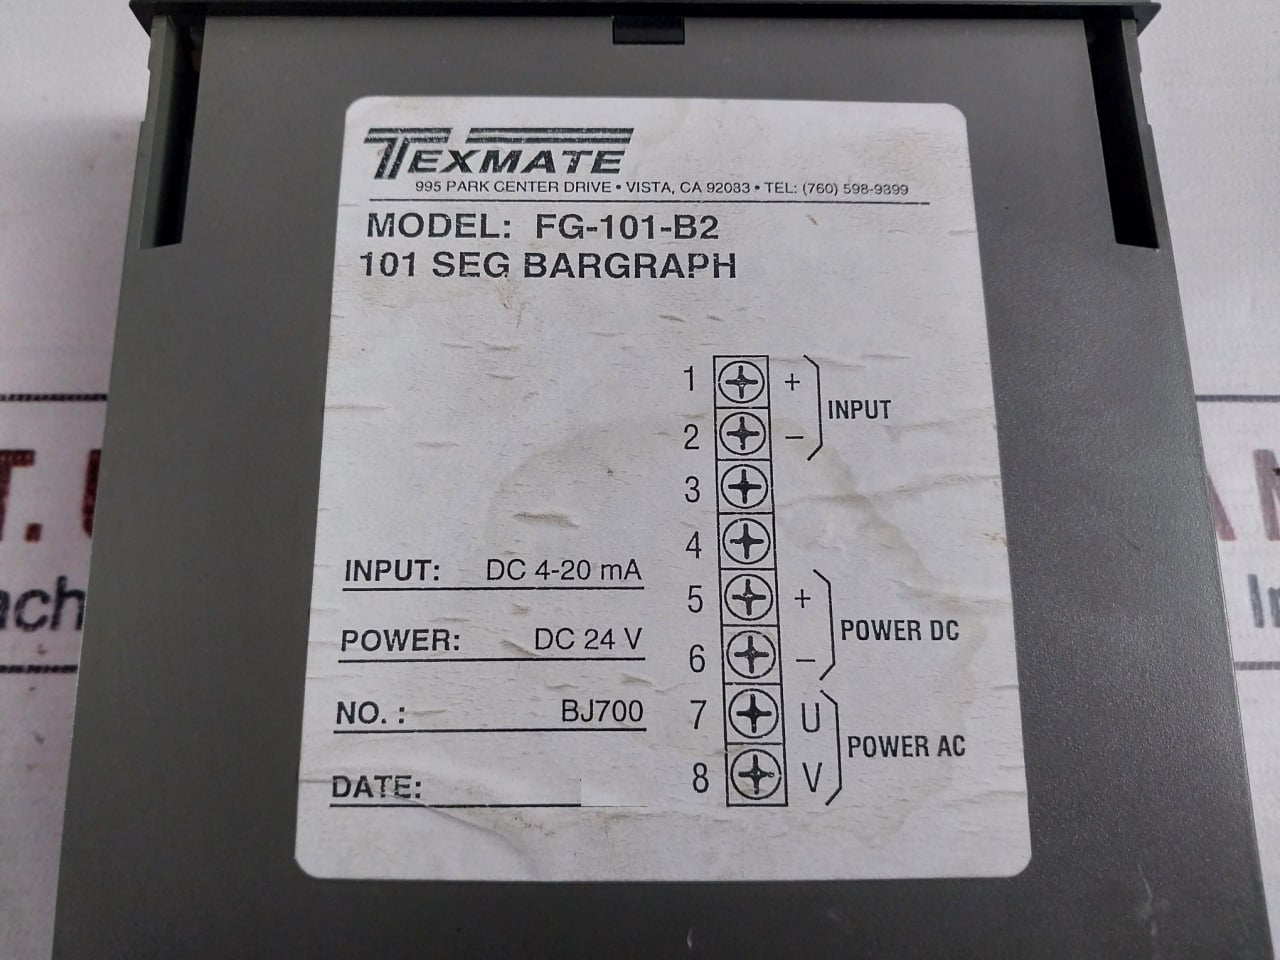 TEXMATE
995 PARK CENTER DRIVE • VISTA, CA 92083 • TEL: (760) 598-9399
MODEL: FG-101-B2
101 SEG BARGRAPH
1 +
2 –
INPUT
3
4
5 +
6 –
POWER DC
7 U
8 V
POWER AC
INPUT: DC 4-20 mA
POWER: DC 24 V
NO. : BJ700
DATE: